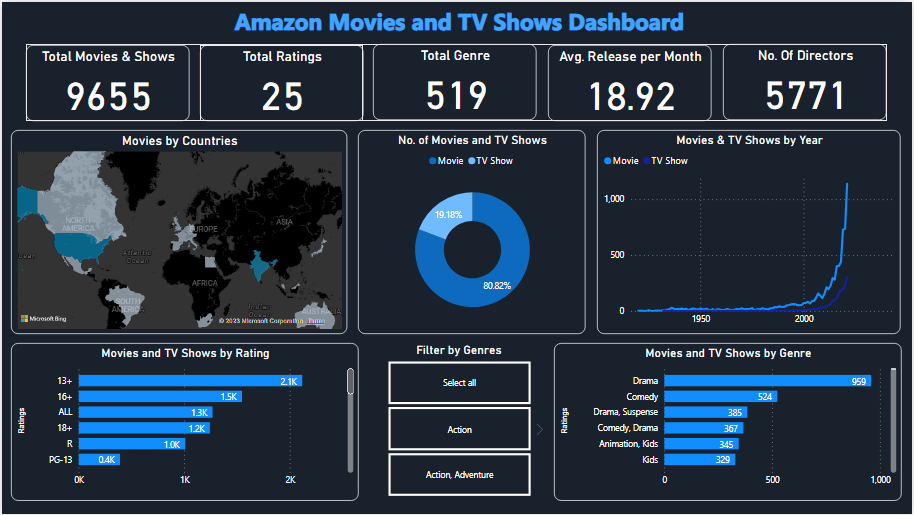 Amazon Movies and TV Shows Dashboard
Total Movies & Shows
9655
Total Ratings
25
Total Genre
519
Avg. Release per Month
18.92
No. Of Directors
5771
Movies by Countries
NORTH
AMERICA
EUROPE
ASIA
Atlantic
Ocean
AFRICA
SOUTH
AMERICA
Indian
Ocean
AUSTRALIA
Microsoft Bing
© 2023 Microsoft Corporation Terms
No. of Movies and TV Shows
Movie TV Show
19.18%
80.82%
Movies & TV Shows by Year
Movie TV Show
1,000
500
0
1950 2000
Movies and TV Shows by Rating
Ratings
13+ 2.1K
16+ 1.5K
ALL 1.3K
18+ 1.2K
R 1.0K
PG-13 0.4K
0K 1K 2K
Filter by Genres
Select all
Action
Action, Adventure
Movies and TV Shows by Genre
Ratings
Drama 959
Comedy 524
Drama, Suspense 385
Comedy, Drama 367
Animation, Kids 345
Kids 329
0 500 1,000